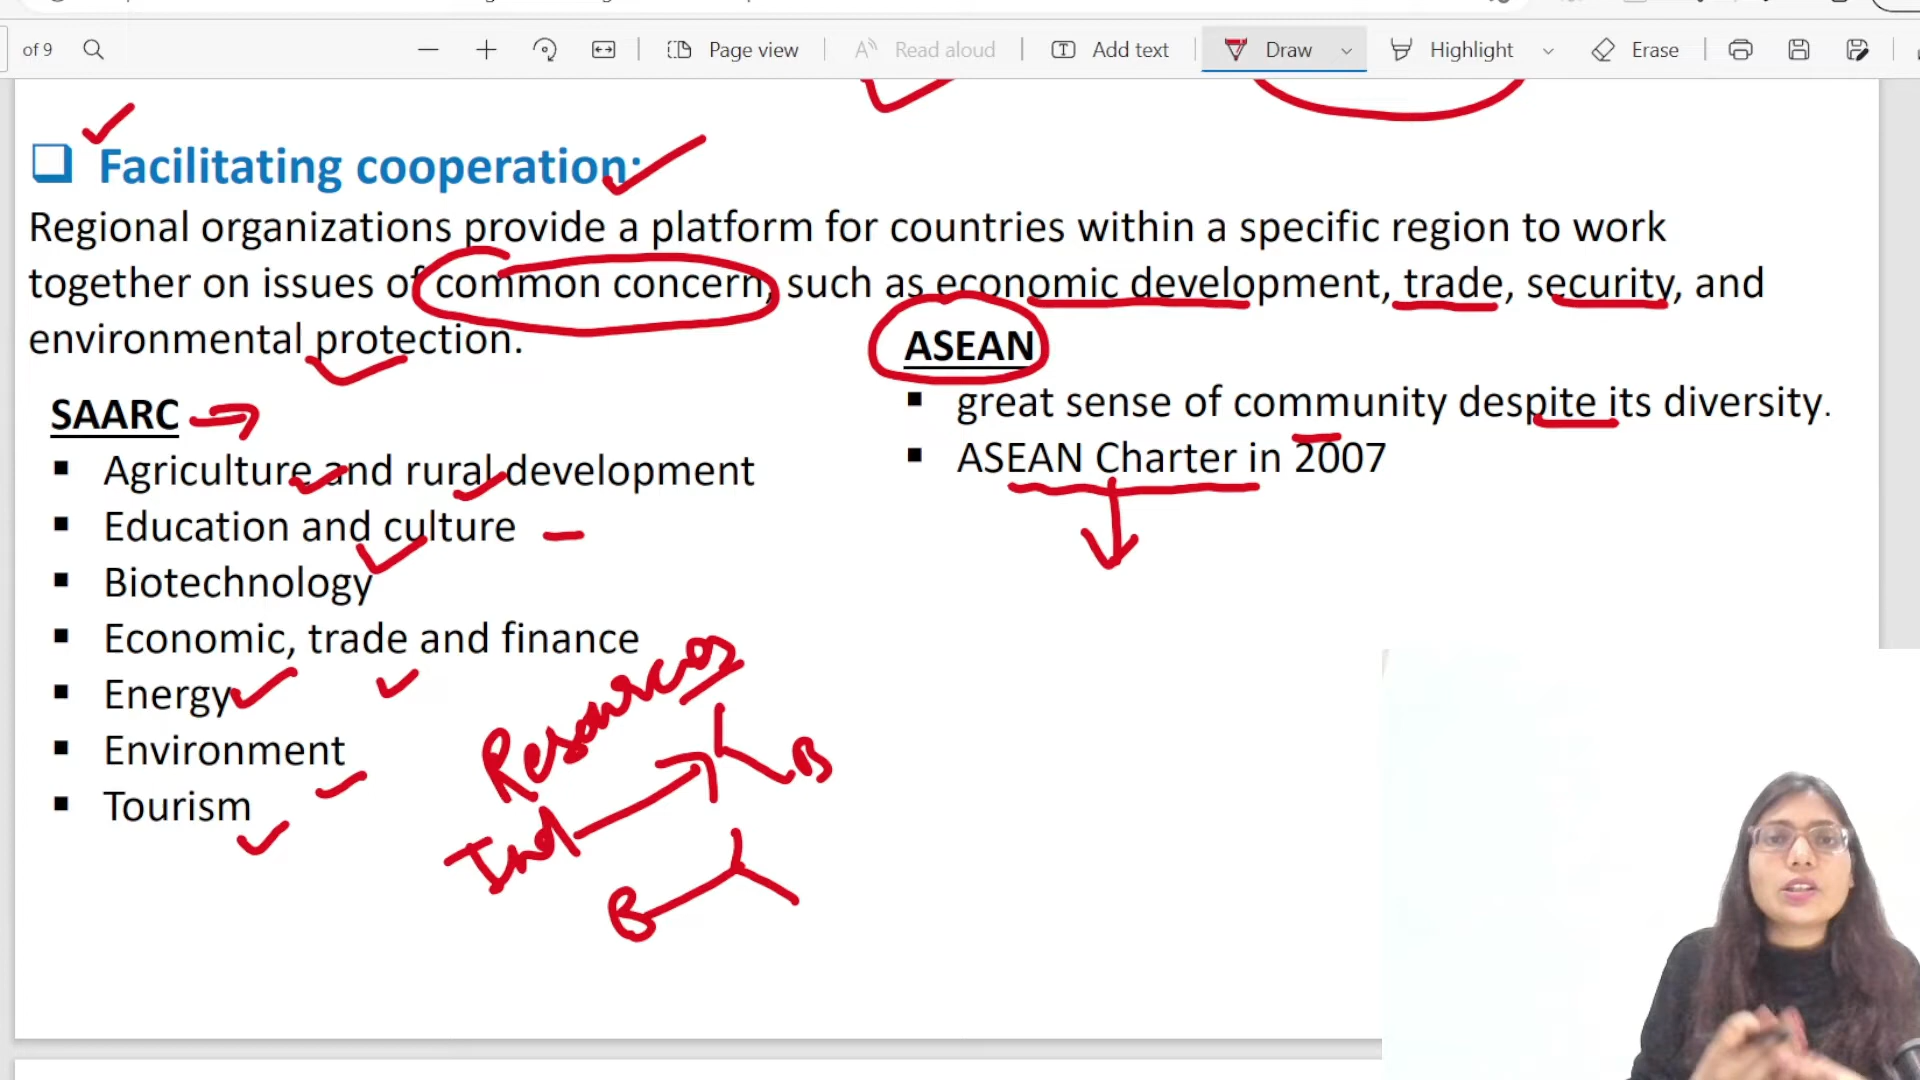 of 9
Page view
Read aloud
Add text
Draw
Highlight
Erase
Facilitating cooperation:
Regional organizations provide a platform for countries within a specific region to work
together on issues of common concern, such as economic development, trade, security, and
environmental protection.
SAARC
Agriculture and rural development
Education and culture
Biotechnology
Economic, trade and finance
Energy
Environment
Tourism
ASEAN
great sense of community despite its diversity.
ASEAN Charter in 2007
Resources
Ind
B
B